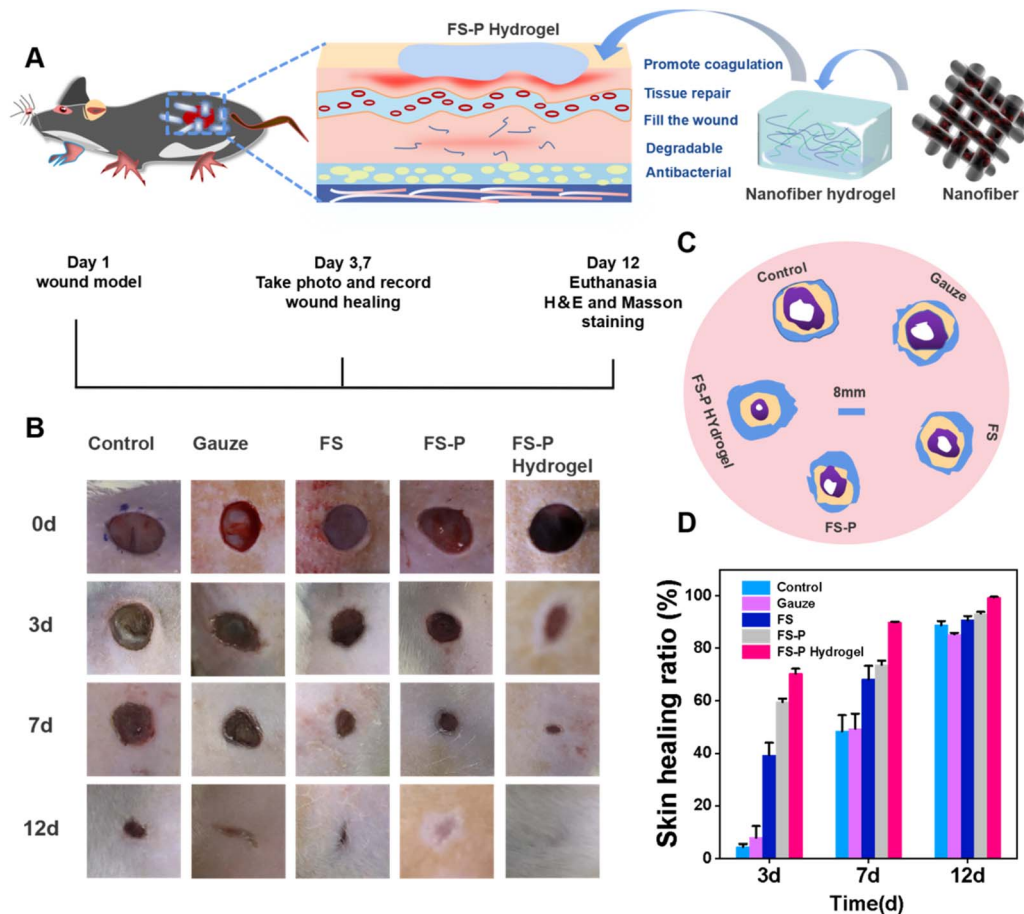 A
FS-P Hydrogel
Promote coagulation
Tissue repair
Fill the wound
Degradable
Antibacterial
Nanofiber hydrogel
Nanofiber
Day 1
wound model
Day 3,7
Take photo and record
wound healing
Day 12
Euthanasia
H&E and Masson
staining
C
Control
Gauze
FS-P HYdrogel
8mm
FS
FS-P
B
Control
Gauze
FS
FS-P
FS-P
Hydrogel
0d
3d
7d
12d
D
Skin healing ratio (%)
100
80
60
40
20
0
Control
Gauze
FS
FS-P
FS-P Hydrogel
3d
7d
12d
Time(d)